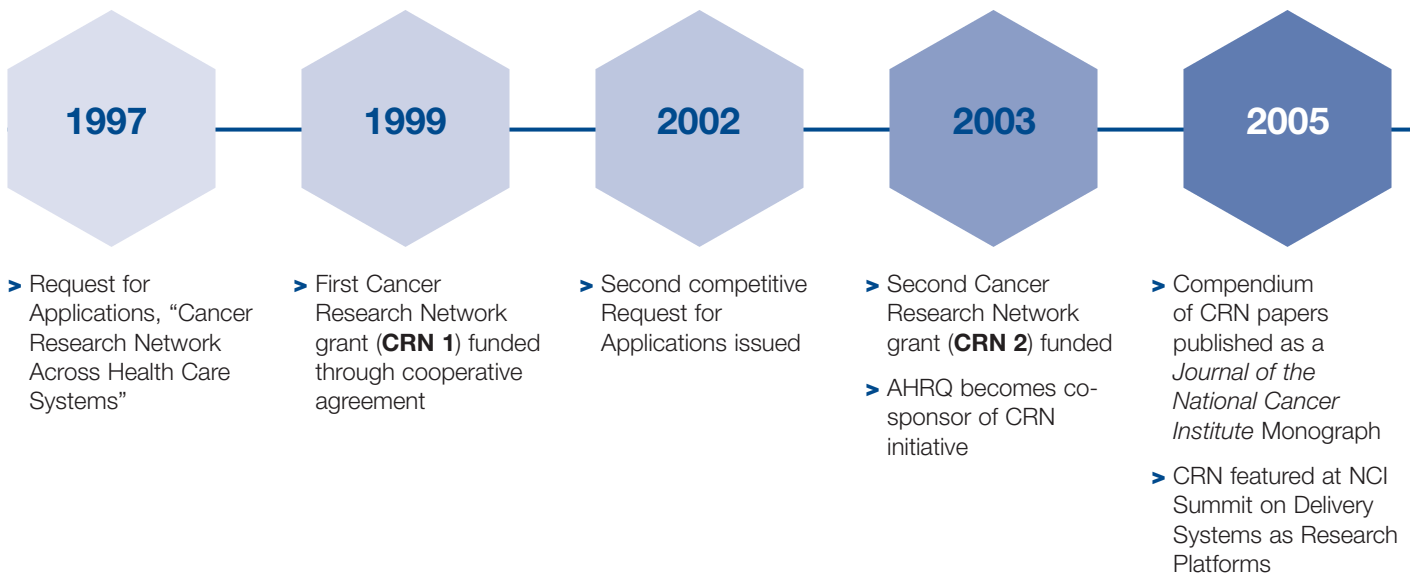 1997
1999
2002
2003
2005
> Request for
Applications, “Cancer
Research Network
Across Health Care
Systems”
> First Cancer
Research Network
grant (CRN 1) funded
through cooperative
agreement
> Second competitive
Request for
Applications issued
> Second Cancer
Research Network
grant (CRN 2) funded
> AHRQ becomes co-
sponsor of CRN
initiative
> Compendium
of CRN papers
published as a
Journal of the
National Cancer
Institute Monograph
> CRN featured at NCI
Summit on Delivery
Systems as Research
Platforms